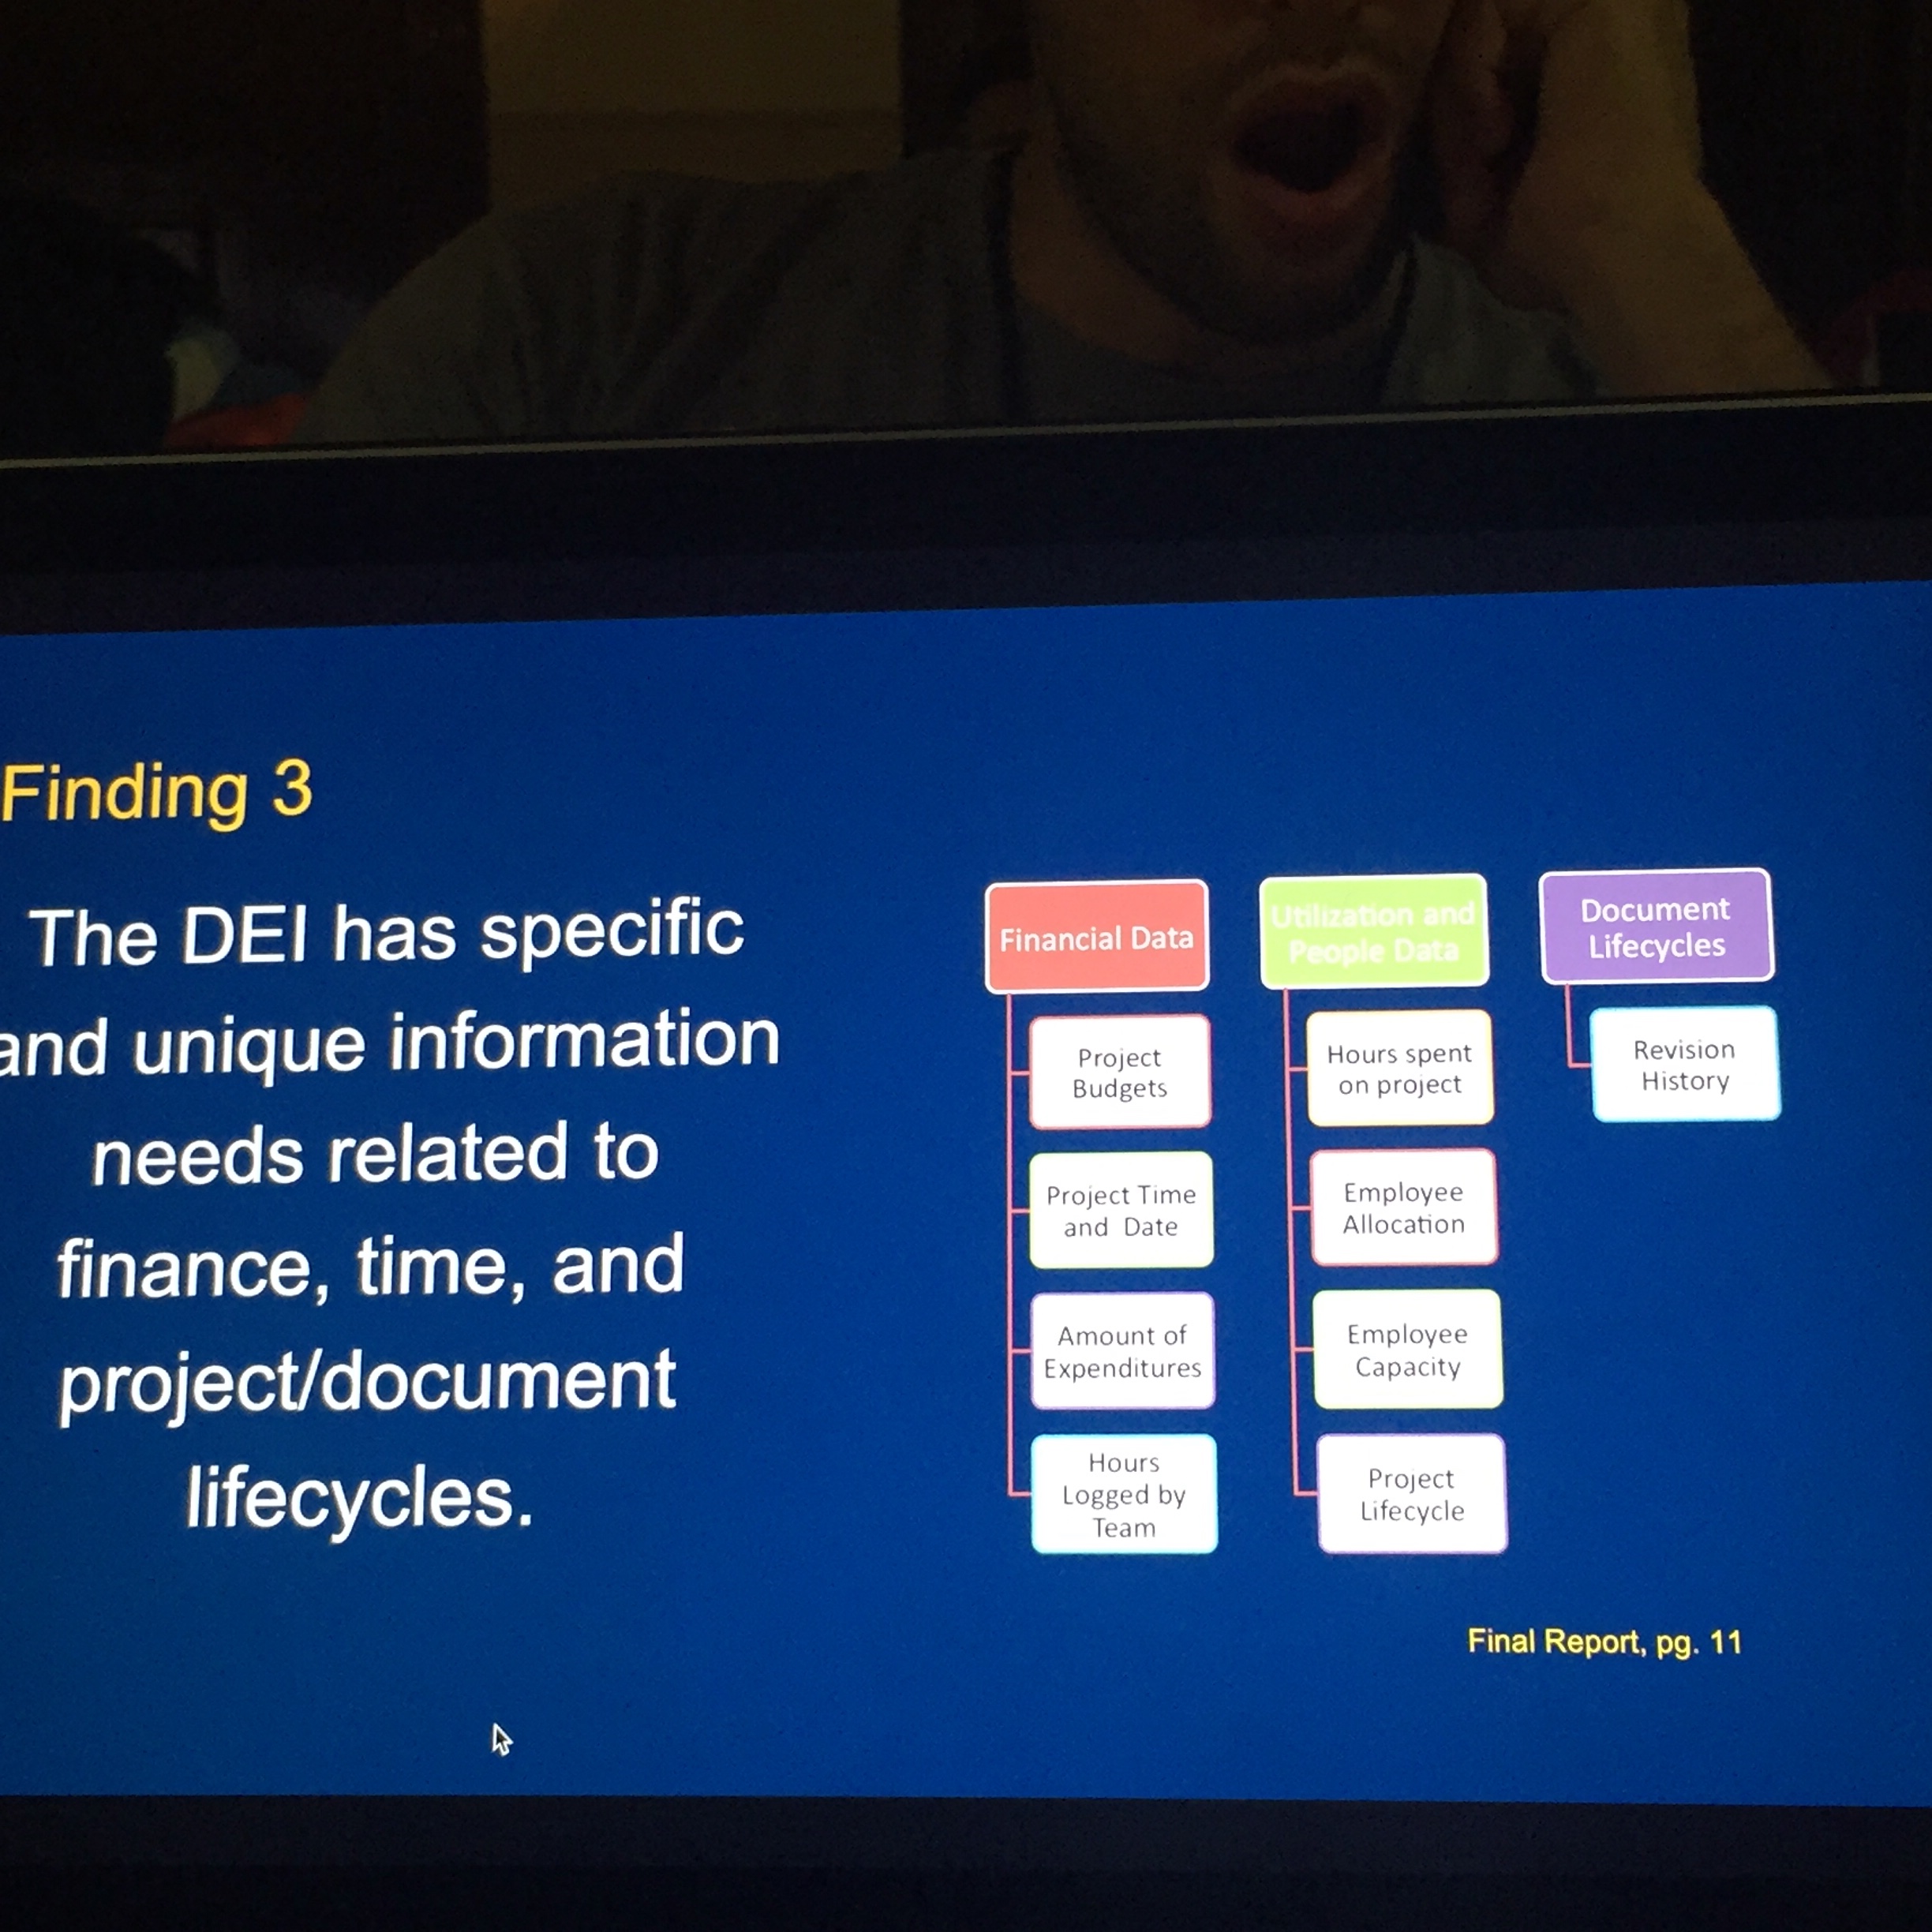 Finding 3
The DEI has specific
and unique information
needs related to
finance, time, and
project/document
lifecycles.
Financial Data
Project
Budgets
Project Time
and Date
Amount of
Expenditures
Hours
Logged by
Team
Utilization and
People Data
Hours spent
on project
Employee
Allocation
Employee
Capacity
Project
Lifecycle
Document
Lifecycles
Revision
History
Final Report, pg. 11